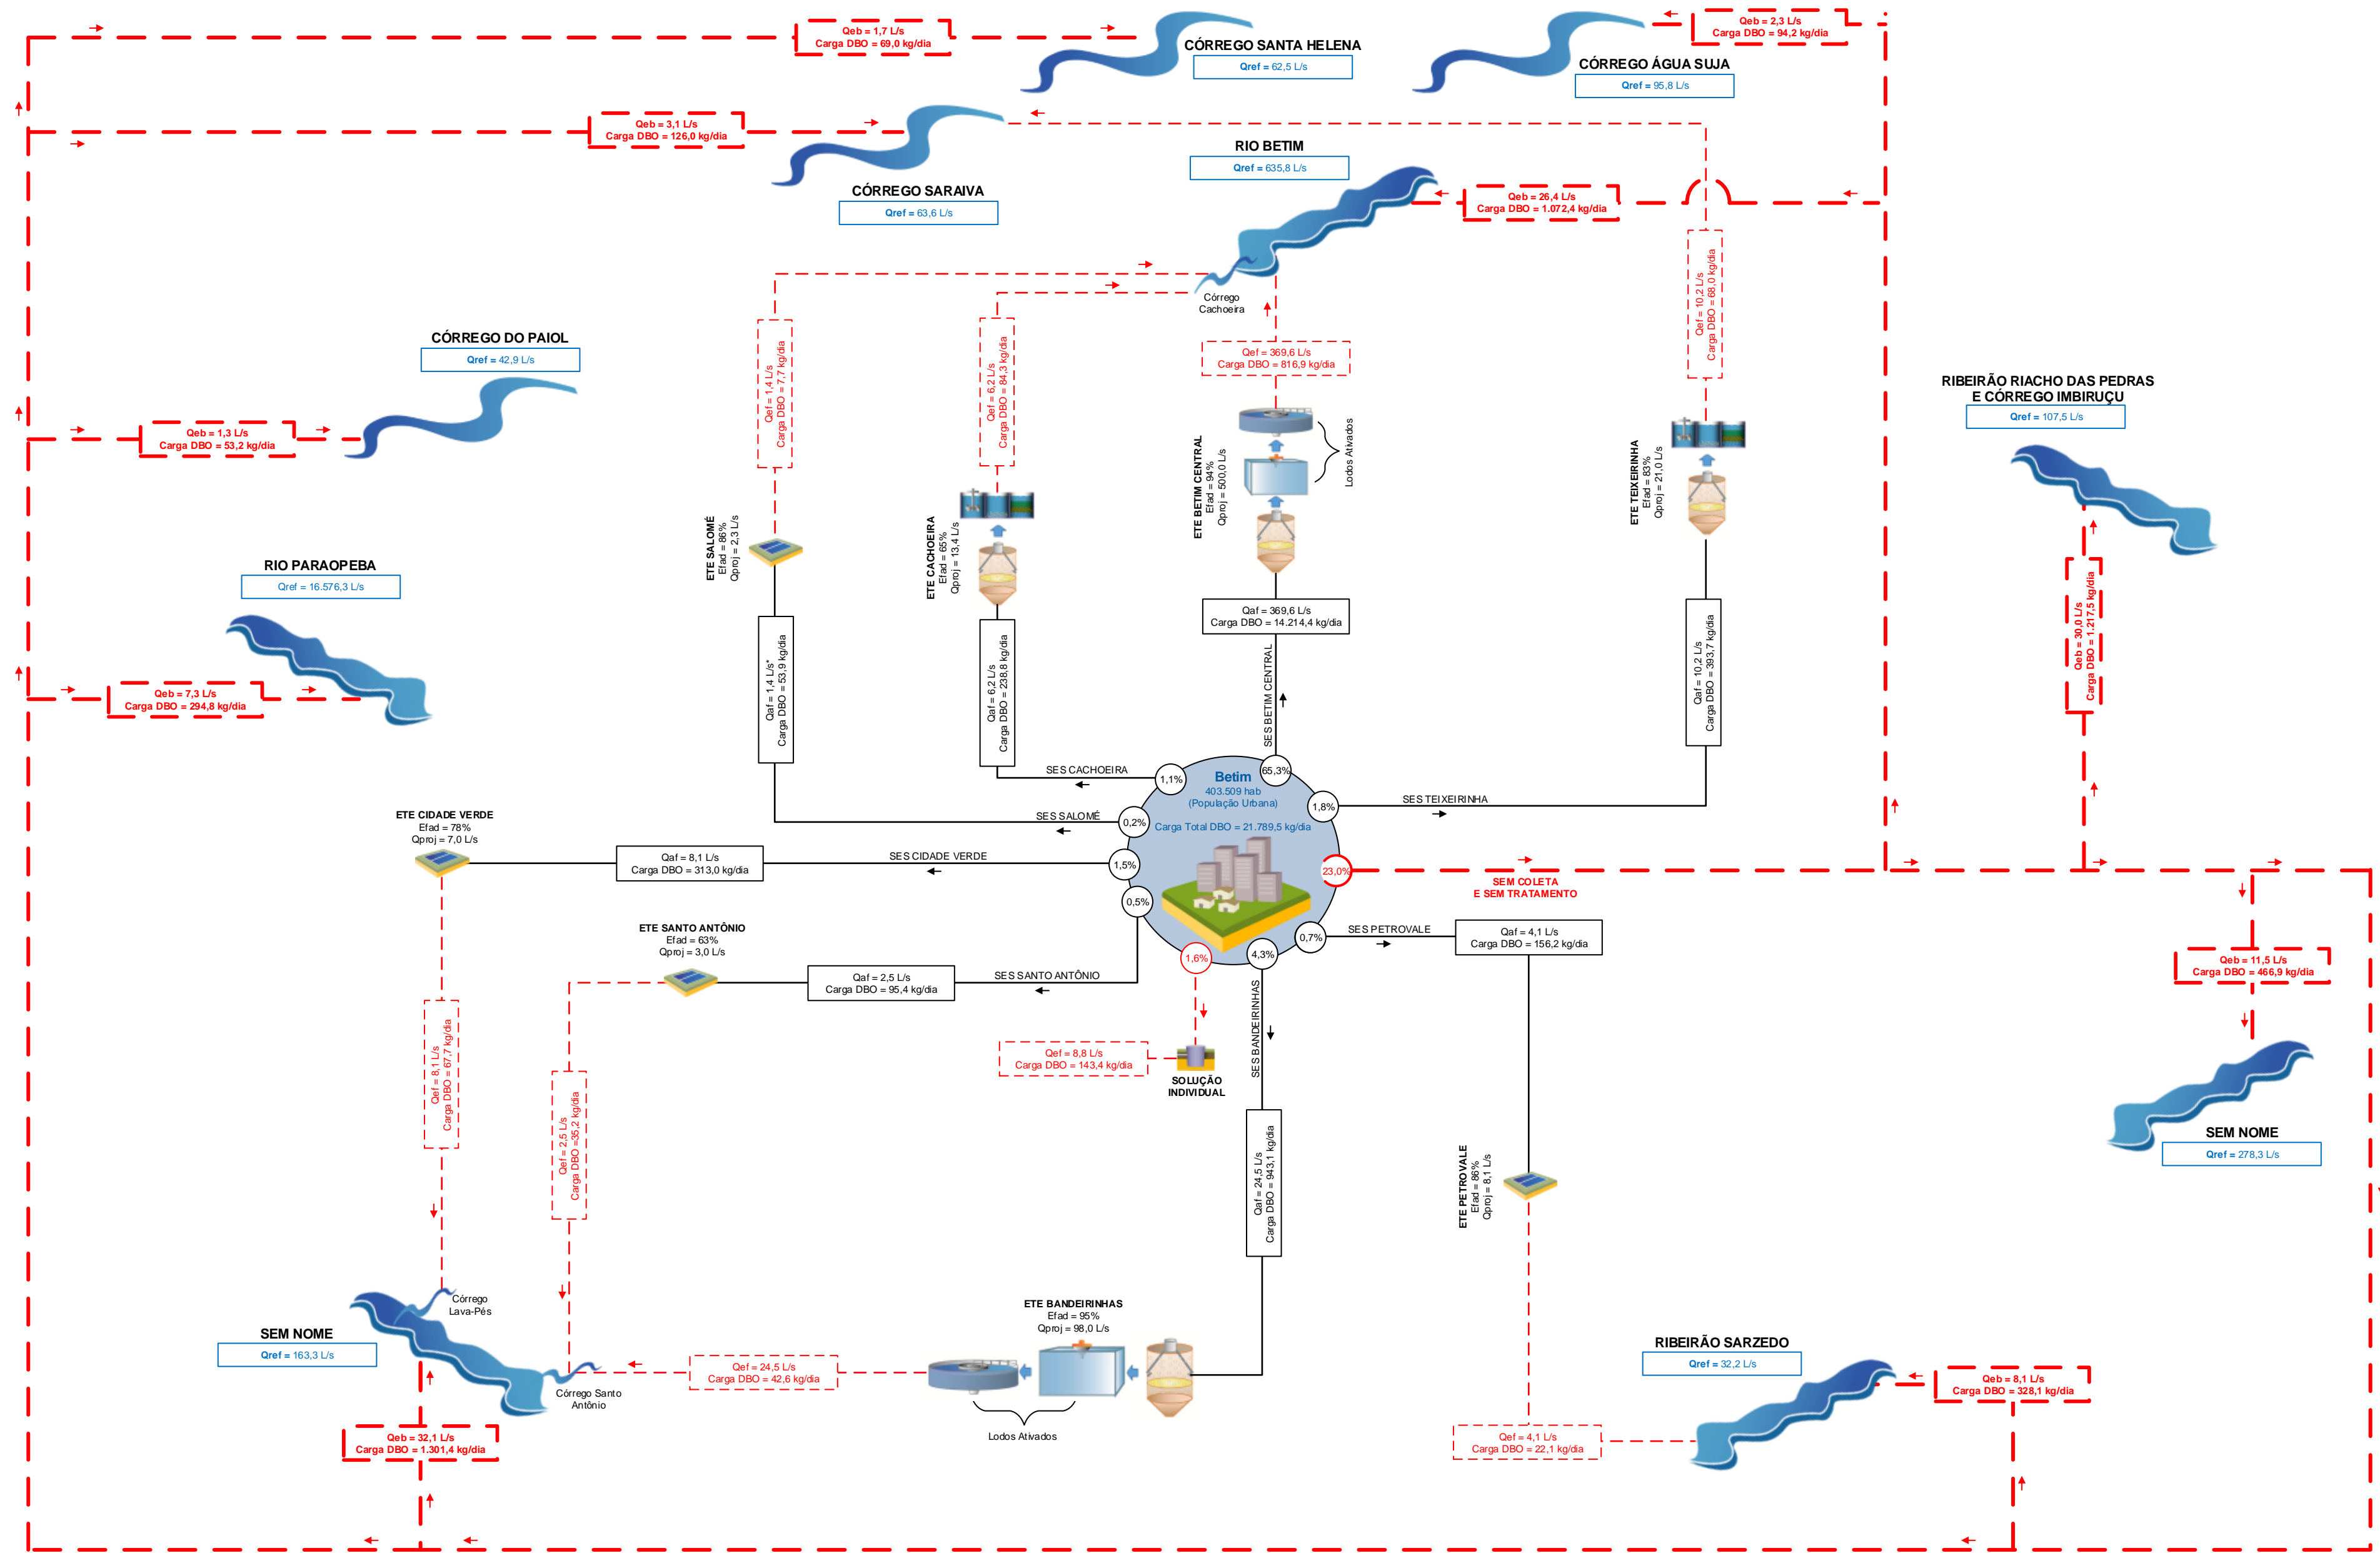 Qeb = 1,7 L/s
Carga DBO = 69,0 kg/dia
CÓRREGO SANTA HELENA
Qref = 62,5 L/s
Qeb = 2,3 L/s
Carga DBO = 94,2 kg/dia
CÓRREGO ÁGUA SUJA
Qref = 95,8 L/s
Qeb = 3,1 L/s
Carga DBO = 126,0 kg/dia
CÓRREGO SARAIVA
Qref = 63,6 L/s
RIO BETIM
Qref = 635,8 L/s
Qeb = 26,4 L/s
Carga DBO = 1.072,4 kg/dia
Córrego
Cachoeira
CÓRREGO DO PAIOL
Qref = 42,9 L/s
Qeb = 1,3 L/s
Carga DBO = 53,2 kg/dia
Qef = 1,4 L/s
Carga DBO = 7,7 kg/dia
Qef = 6,2 L/s
Carga DBO = 84,3 kg/dia
Qef = 369,6 L/s
Carga DBO = 816,9 kg/dia
Qef = 10,2 L/s
Carga DBO = 68,0 kg/dia
RIBEIRÃO RIACHO DAS PEDRAS
E CÓRREGO IMBIRUÇU
Qref = 107,5 L/s
ETE SALOMÉ
Efad = 86%
Qproj = 2,3 L/s
ETE CACHOEIRA
Efad = 65%
Qproj = 13,4 L/s
ETE BETIM CENTRAL
Efad = 94%
Qproj = 500,0 L/s
Lodos Ativados
ETE TEIXEIRINHA
Efad = 83%
Qproj = 21,0 L/s
RIO PARAOPEBA
Qref = 16.576,3 L/s
Qeb = 7,3 L/s
Carga DBO = 294,8 kg/dia
Qaf = 1,4 L/s*
Carga DBO = 53,9 kg/dia
Qaf = 6,2 L/s
Carga DBO = 238,8 kg/dia
Qaf = 369,6 L/s
Carga DBO = 14.214,4 kg/dia
Qaf = 10,2 L/s
Carga DBO = 393,7 kg/dia
Qeb = 30,0 L/s
Carga DBO = 1.217,5 kg/dia
SES BETIM CENTRAL
SES CACHOEIRA
1,1%
65,3%
Betim
403.509 hab
(População Urbana)
Carga Total DBO = 21.789,5 kg/dia
1,8%
SES TEIXEIRINHA
SES SALOMÉ
0,2%
ETE CIDADE VERDE
Efad = 78%
Qproj = 7,0 L/s
Qaf = 8,1 L/s
Carga DBO = 313,0 kg/dia
SES CIDADE VERDE
1,5%
23,0%
SEM COLETA
E SEM TRATAMENTO
0,5%
ETE SANTO ANTÔNIO
Efad = 63%
Qproj = 3,0 L/s
Qaf = 2,5 L/s
Carga DBO = 95,4 kg/dia
SES SANTO ANTÔNIO
1,6%
4,3%
0,7%
SES PETROVALE
Qaf = 4,1 L/s
Carga DBO = 156,2 kg/dia
Qeb = 11,5 L/s
Carga DBO = 466,9 kg/dia
Qef = 8,1 L/s
Carga DBO = 67,7 kg/dia
Qef = 2,5 L/s
Carga DBO =35,2 kg/dia
Qef = 8,8 L/s
Carga DBO = 143,4 kg/dia
SOLUÇÃO
INDIVIDUAL
SES BANDEIRINHAS
Qaf = 24,5 L/s
Carga DBO = 943,1 kg/dia
ETE PETROVALE
Efad = 86%
Qproj = 8,1 L/s
SEM NOME
Qref = 278,3 L/s
Córrego
Lava-Pés
SEM NOME
Qref = 163,3 L/s
Córrego Santo
Antônio
Qef = 24,5 L/s
Carga DBO = 42,6 kg/dia
ETE BANDEIRINHAS
Efad = 95%
Qproj = 98,0 L/s
Lodos Ativados
RIBEIRÃO SARZEDO
Qref = 32,2 L/s
Qeb = 8,1 L/s
Carga DBO = 328,1 kg/dia
Qeb = 32,1 L/s
Carga DBO = 1.301,4 kg/dia
Qef = 4,1 L/s
Carga DBO = 22,1 kg/dia